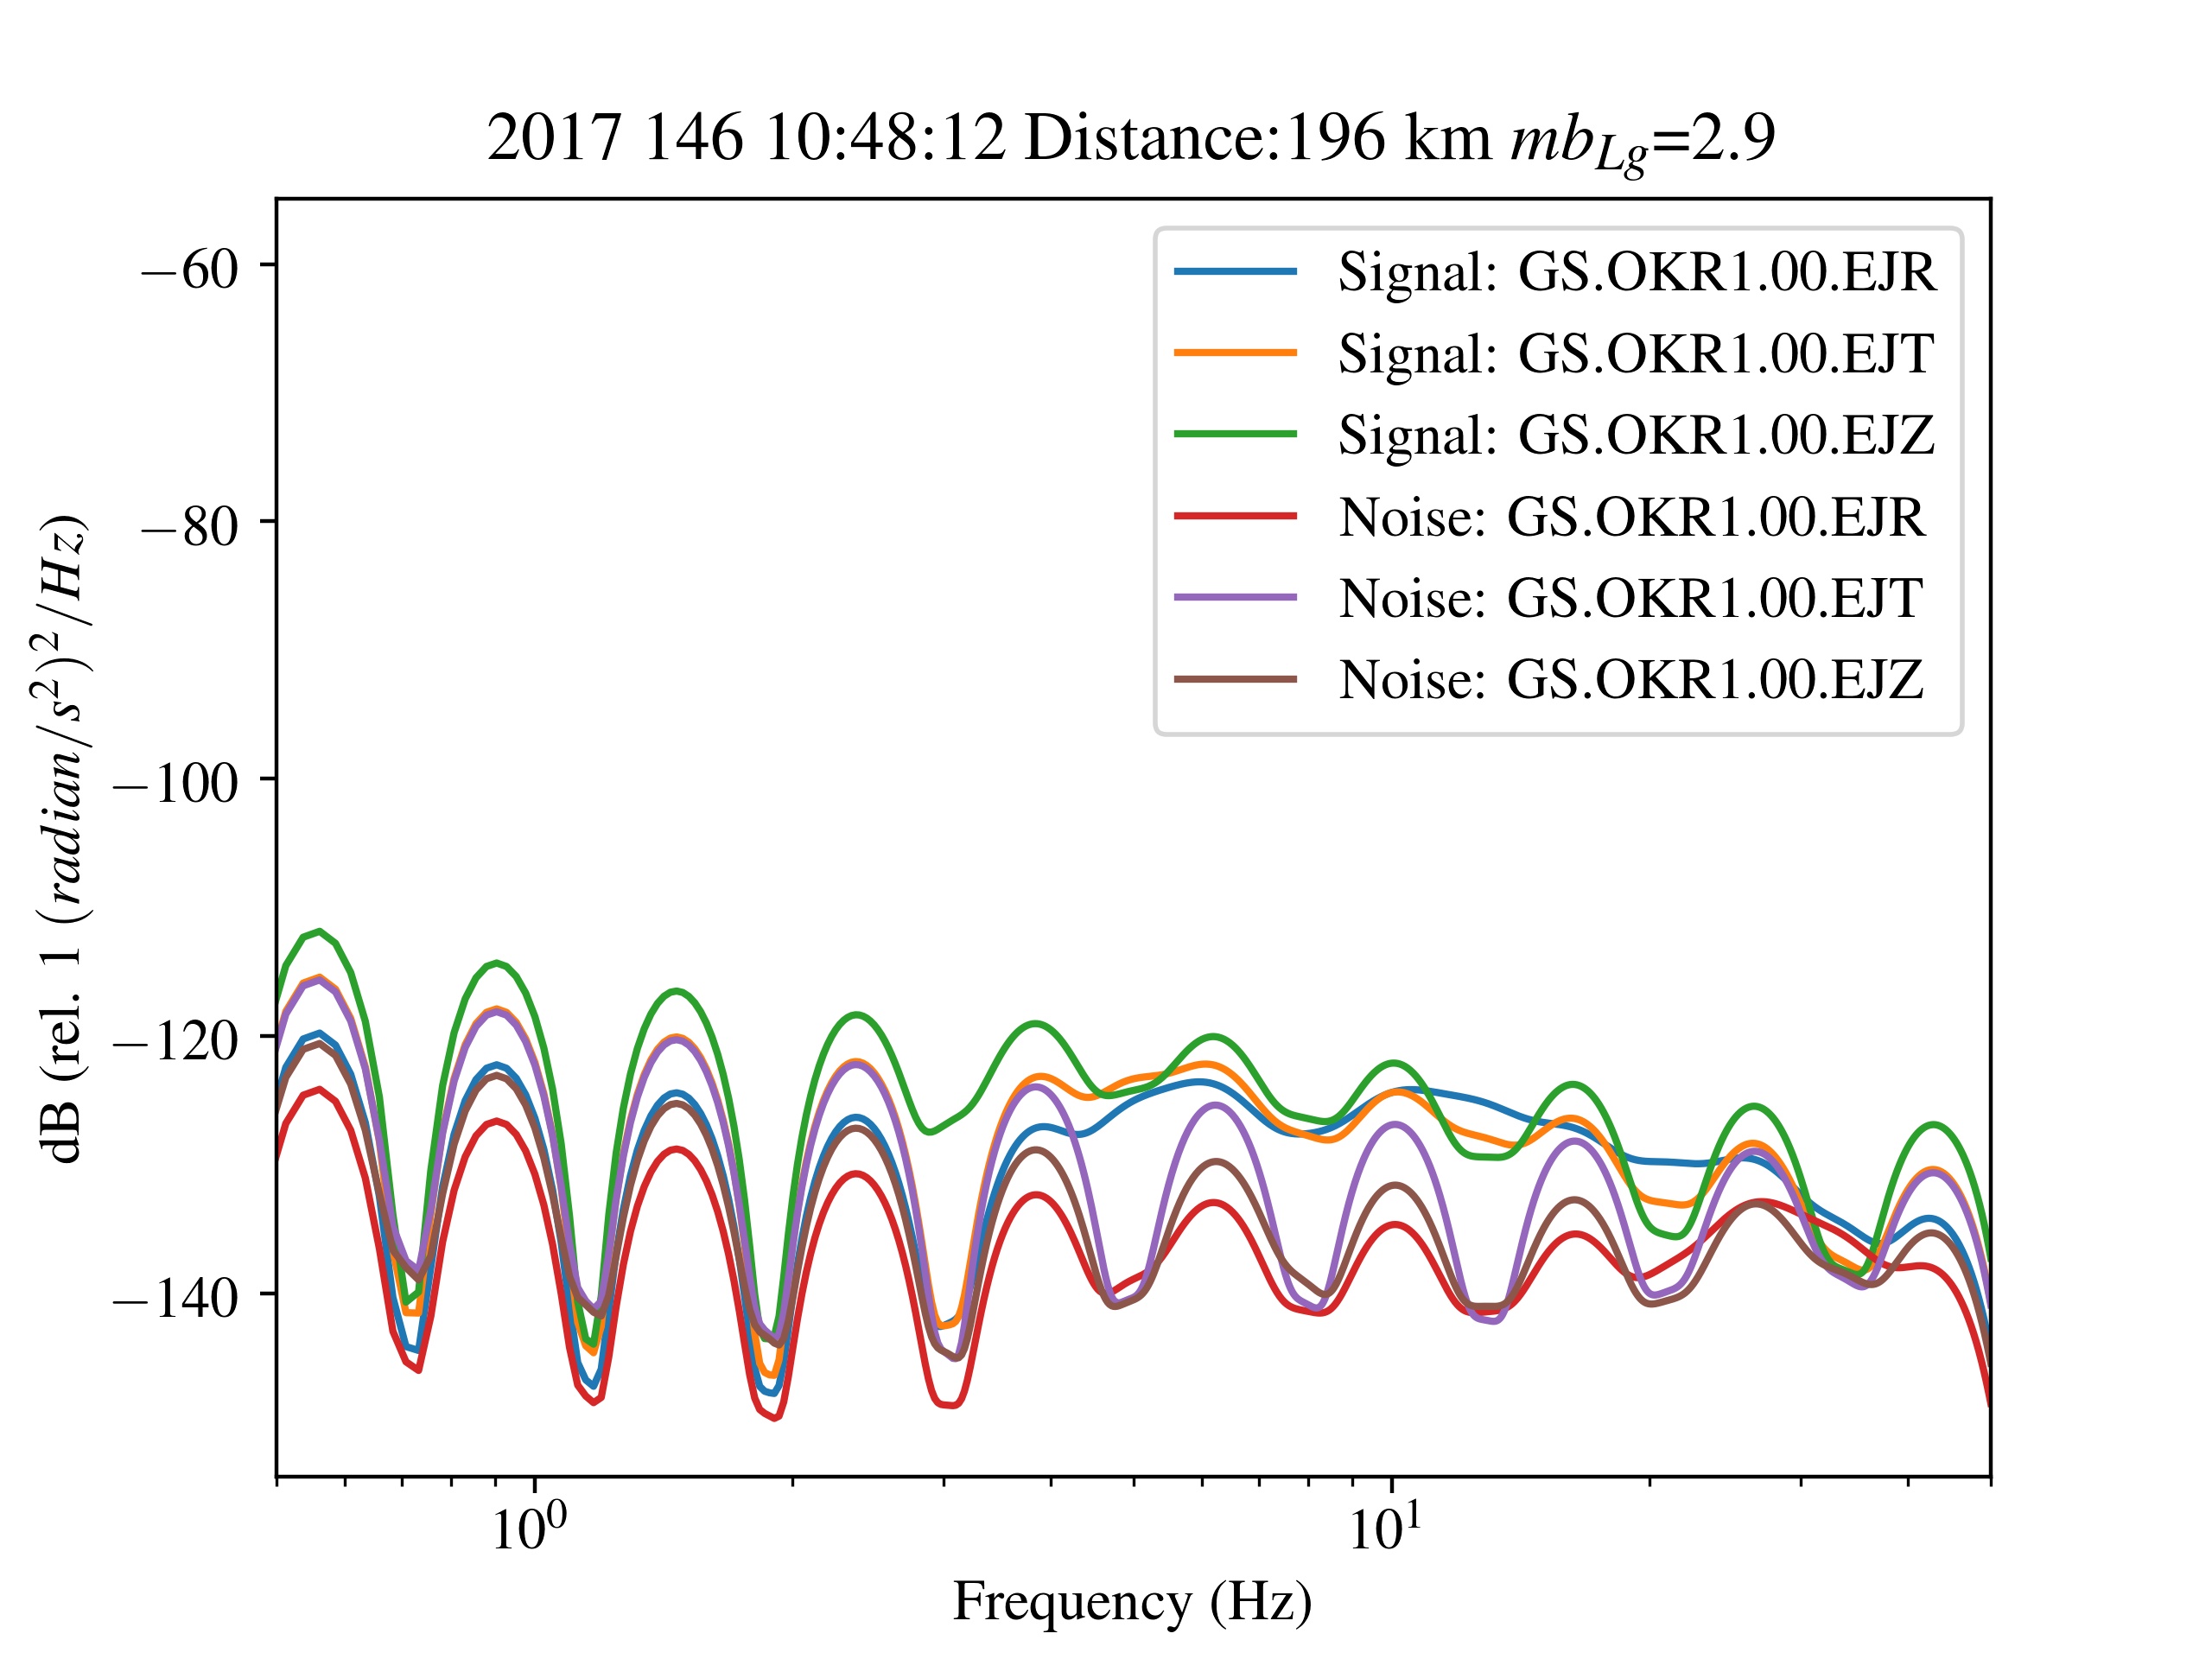 2017 146 10:48:12 Distance:196 km mb_Lg=2.9
Signal: GS.OKR1.00.EJR
Signal: GS.OKR1.00.EJT
Signal: GS.OKR1.00.EJZ
Noise: GS.OKR1.00.EJR
Noise: GS.OKR1.00.EJT
Noise: GS.OKR1.00.EJZ
dB (rel. 1 (radian/s²)²/Hz)
−60
−80
−100
−120
−140
10⁰
10¹
Frequency (Hz)